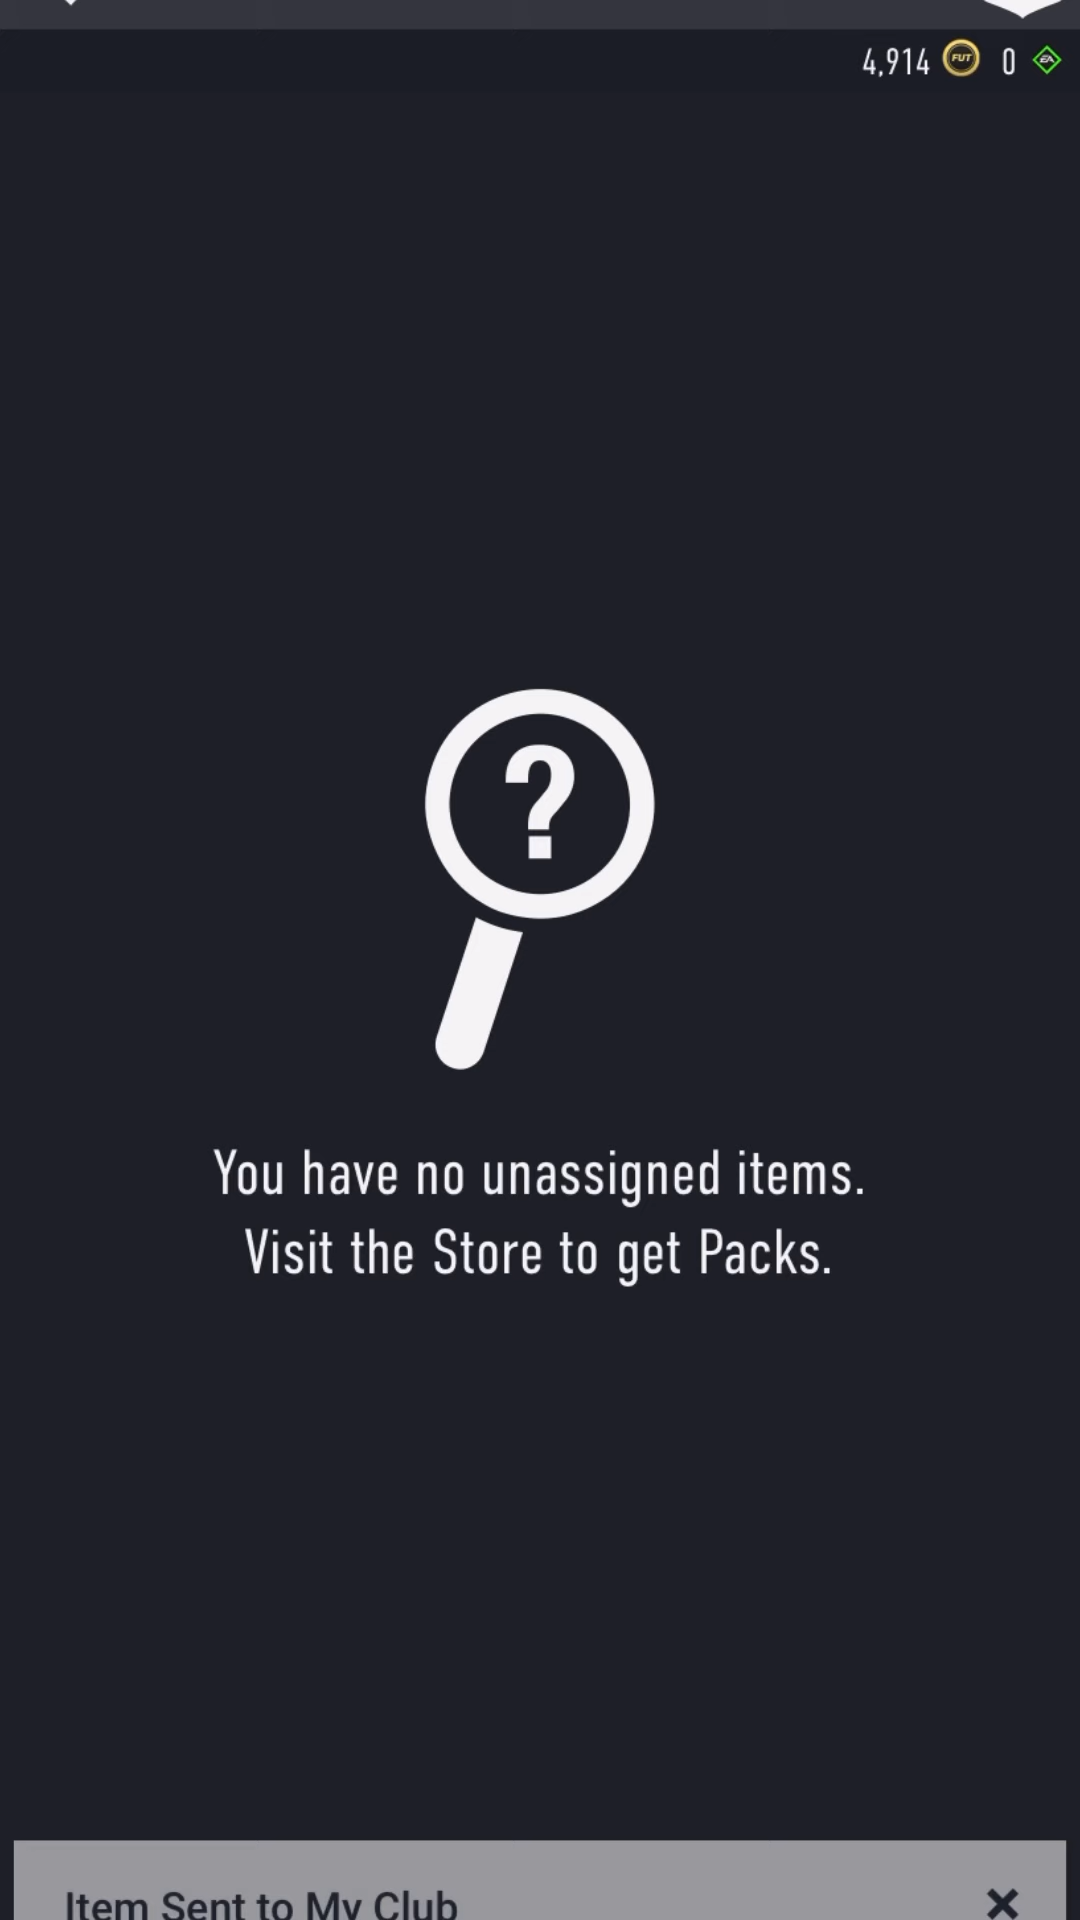 4,914 FUT 0 EA
?
You have no unassigned items.
Visit the Store to get Packs.
Item Sent to My Club